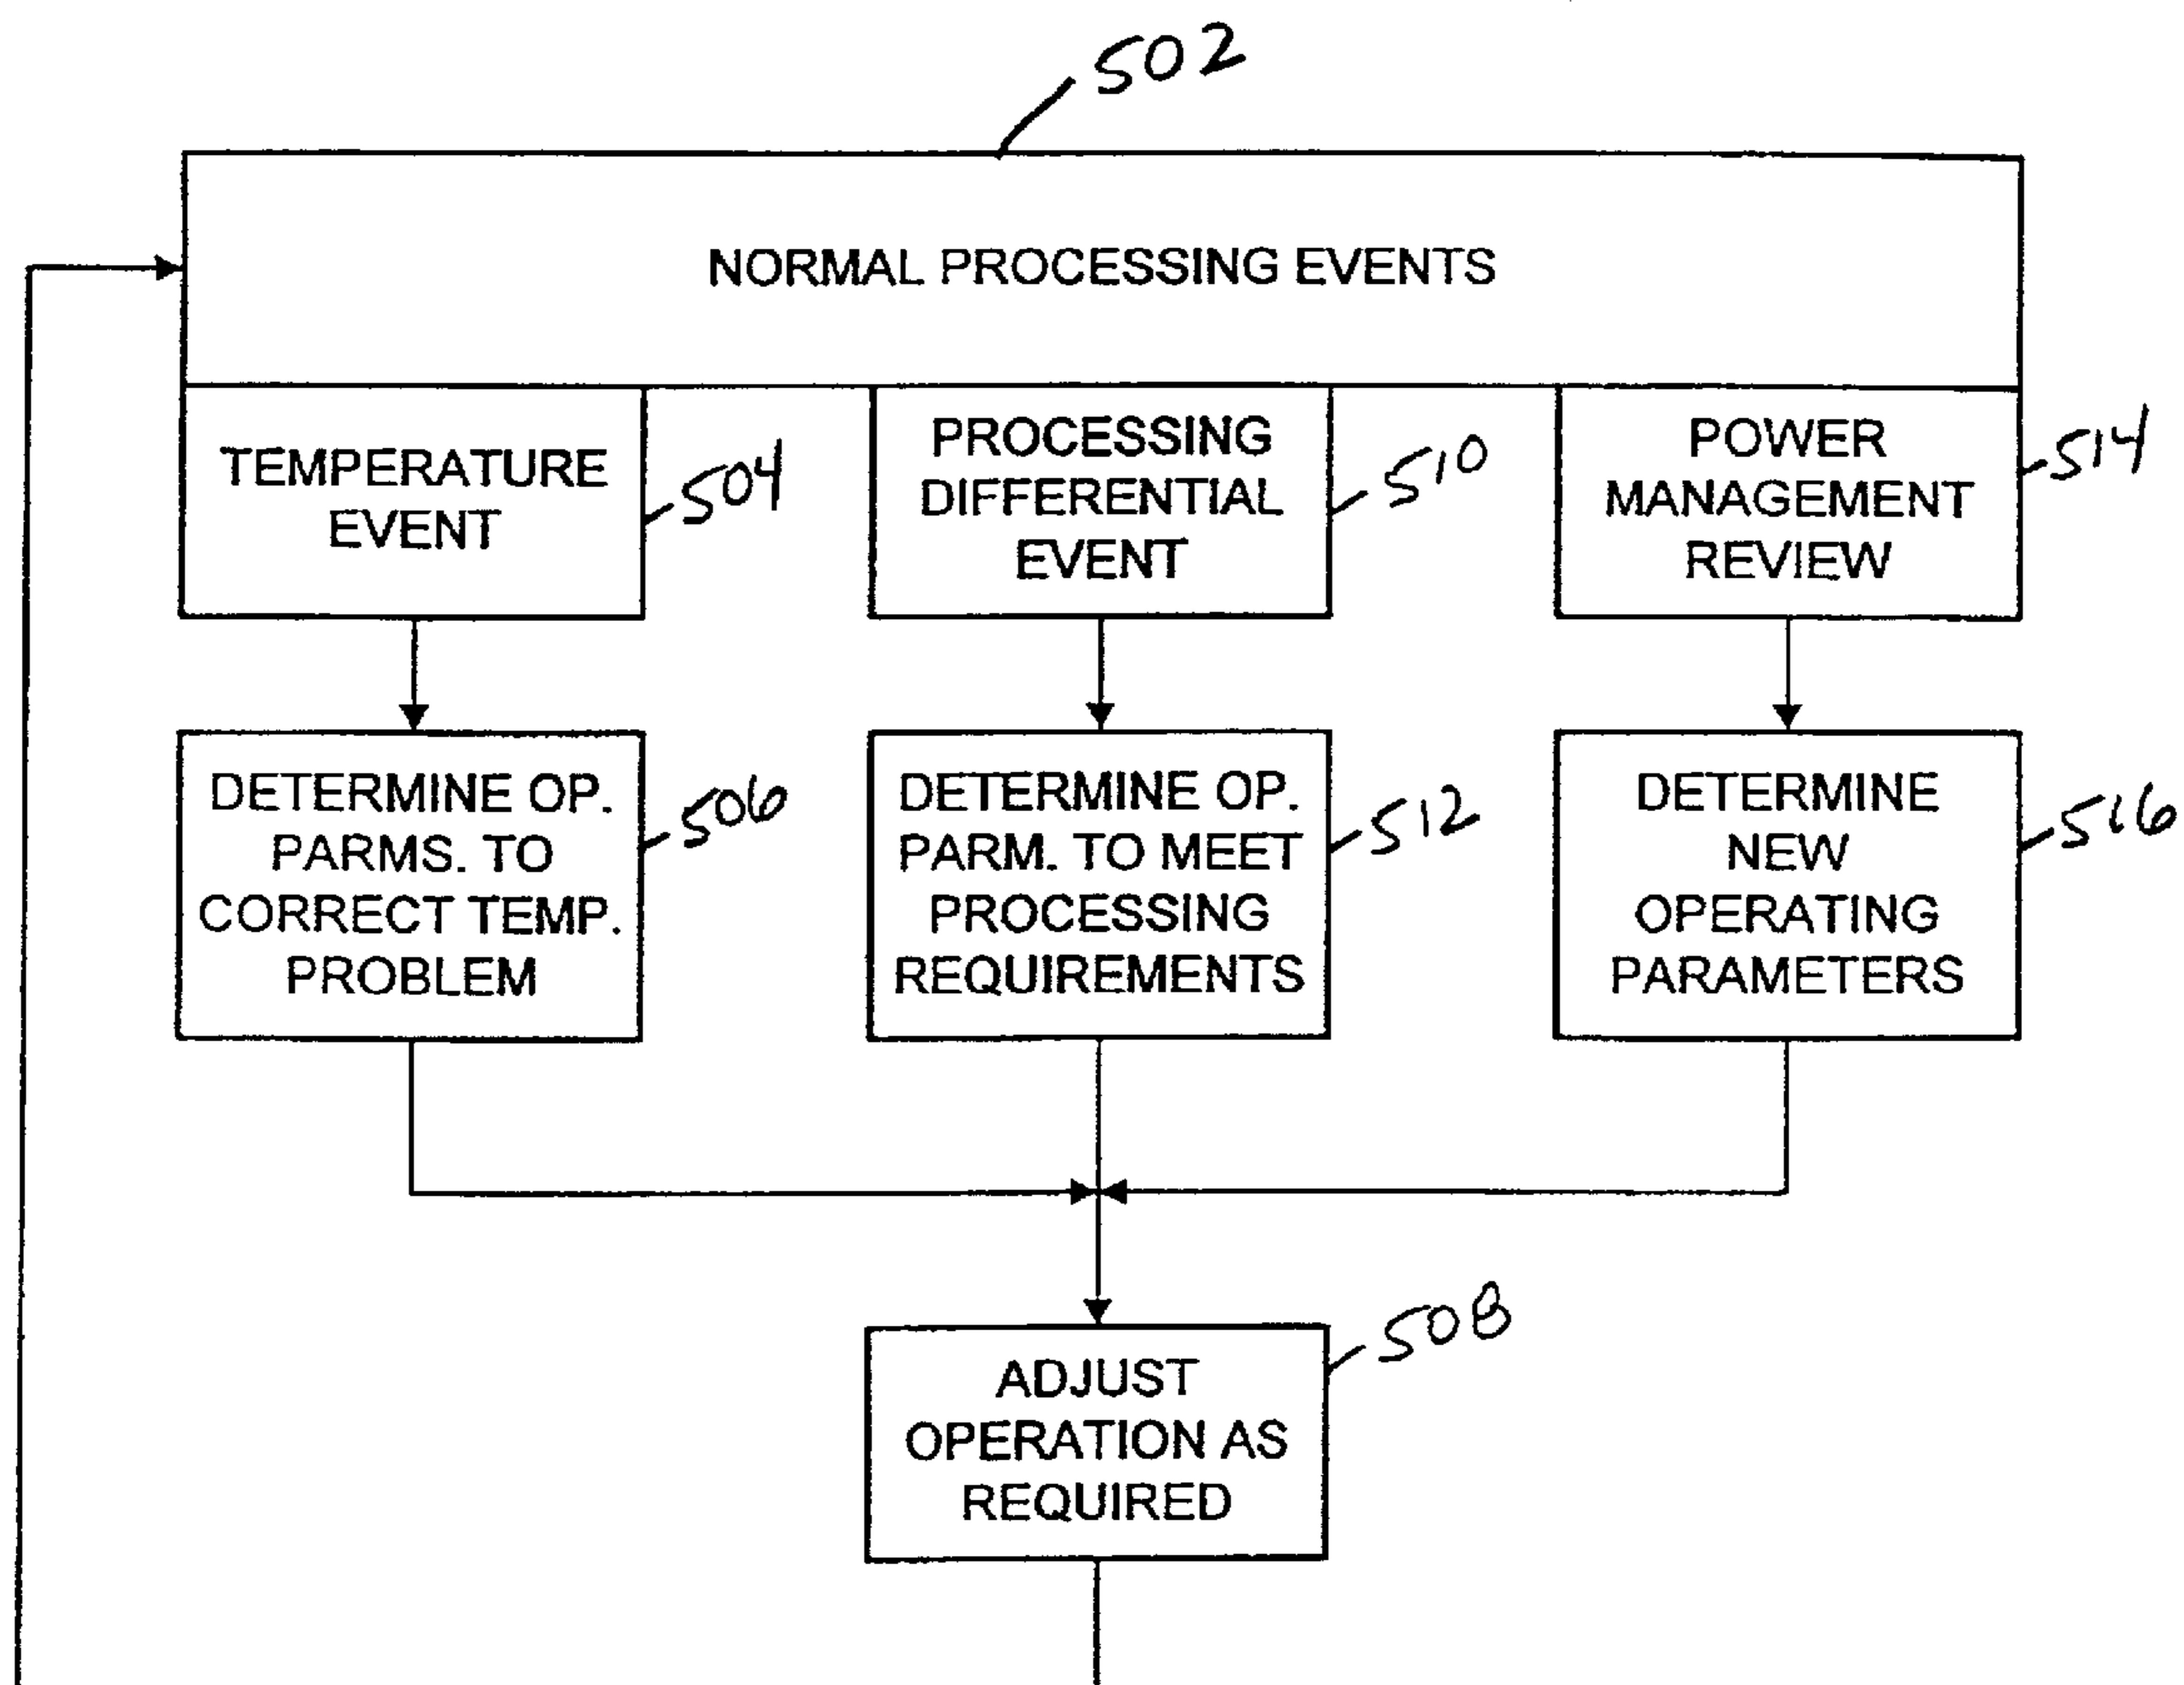 502
NORMAL PROCESSING EVENTS
TEMPERATURE
EVENT
504
PROCESSING
DIFFERENTIAL
EVENT
510
POWER
MANAGEMENT
REVIEW
514
DETERMINE OP.
PARMS. TO
CORRECT TEMP.
PROBLEM
506
DETERMINE OP.
PARM. TO MEET
PROCESSING
REQUIREMENTS
512
DETERMINE
NEW
OPERATING
PARAMETERS
516
ADJUST
OPERATION AS
REQUIRED
508